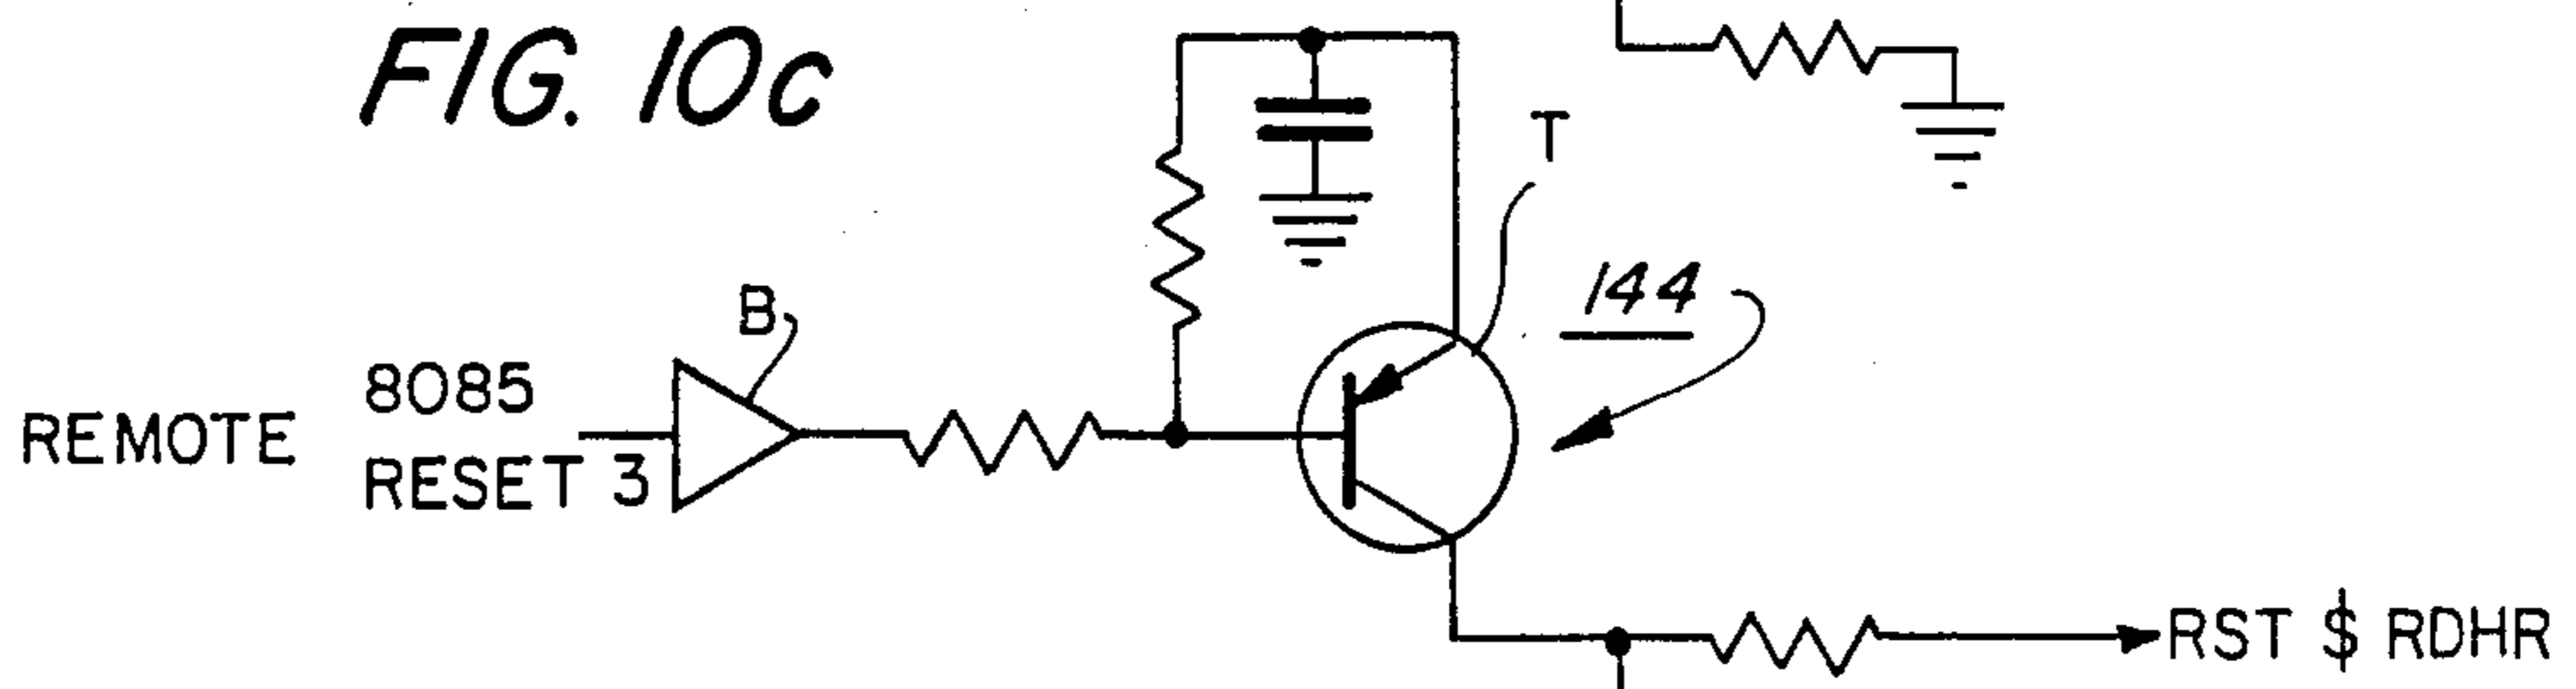 FIG. 10c
T
144
B
8085
REMOTE
RESET 3
RST $ RDHR